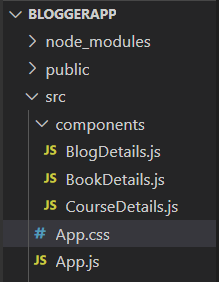 BLOGGERAPP
node_modules
public
src
components
JS BlogDetails.js
JS BookDetails.js
JS CourseDetails.js
# App.css
JS App.js